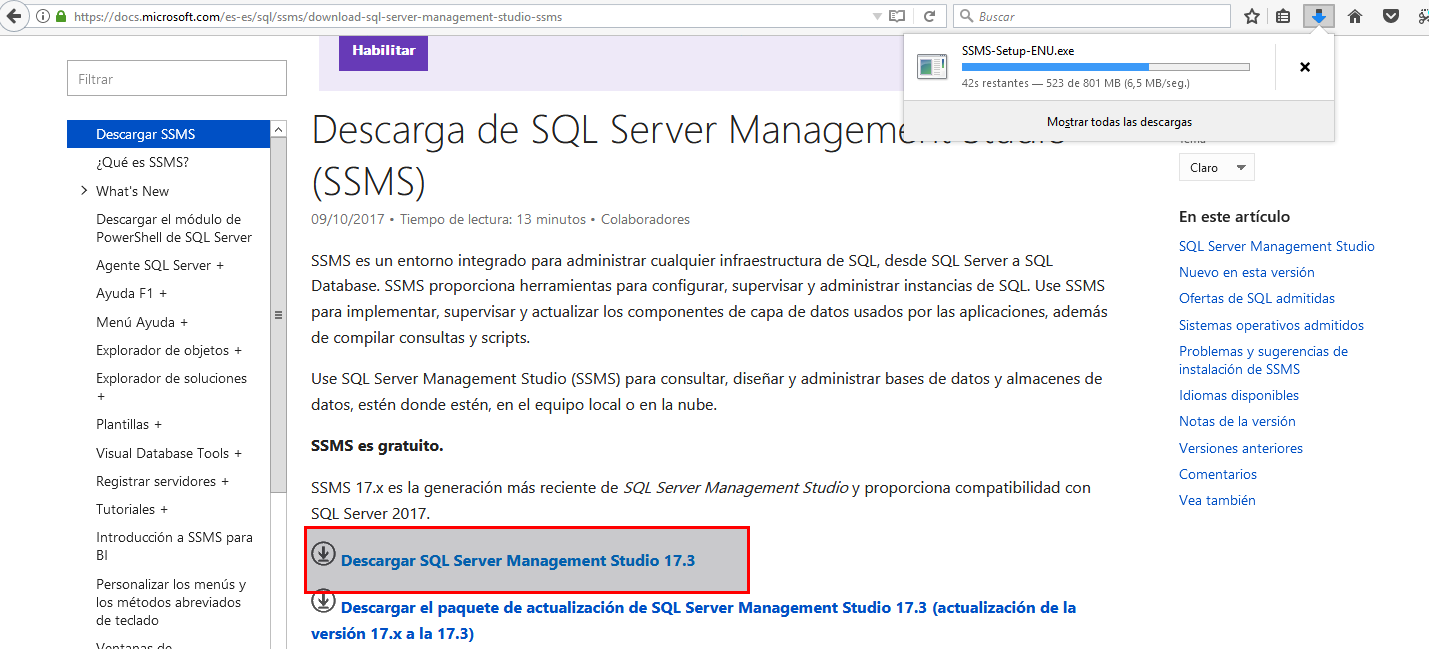 https://docs.microsoft.com/es-es/sql/ssms/download-sql-server-management-studio-ssms
Buscar
SSMS-Setup-ENU.exe
42s restantes — 523 de 801 MB (6,5 MB/seg.)
Mostrar todas las descargas
Habilitar
Filtrar
Descargar SSMS
¿Qué es SSMS?
What's New
Descargar el módulo de
PowerShell de SQL Server
Agente SQL Server +
Ayuda F1 +
Menú Ayuda +
Explorador de objetos +
Explorador de soluciones
+
Plantillas +
Visual Database Tools +
Registrar servidores +
Tutoriales +
Introducción a SSMS para
BI
Personalizar los menús y
los métodos abreviados
de teclado
Ventanas de
Descarga de SQL Server Management Studio
(SSMS)
09/10/2017 • Tiempo de lectura: 13 minutos • Colaboradores
SSMS es un entorno integrado para administrar cualquier infraestructura de SQL, desde SQL Server a SQL
Database. SSMS proporciona herramientas para configurar, supervisar y administrar instancias de SQL. Use SSMS
para implementar, supervisar y actualizar los componentes de capa de datos usados por las aplicaciones, además
de compilar consultas y scripts.
Use SQL Server Management Studio (SSMS) para consultar, diseñar y administrar bases de datos y almacenes de
datos, estén donde estén, en el equipo local o en la nube.
SSMS es gratuito.
SSMS 17.x es la generación más reciente de SQL Server Management Studio y proporciona compatibilidad con
SQL Server 2017.
Descargar SQL Server Management Studio 17.3
Descargar el paquete de actualización de SQL Server Management Studio 17.3 (actualización de la
versión 17.x a la 17.3)
Tema
Claro
En este artículo
SQL Server Management Studio
Nuevo en esta versión
Ofertas de SQL admitidas
Sistemas operativos admitidos
Problemas y sugerencias de
instalación de SSMS
Idiomas disponibles
Notas de la versión
Versiones anteriores
Comentarios
Vea también